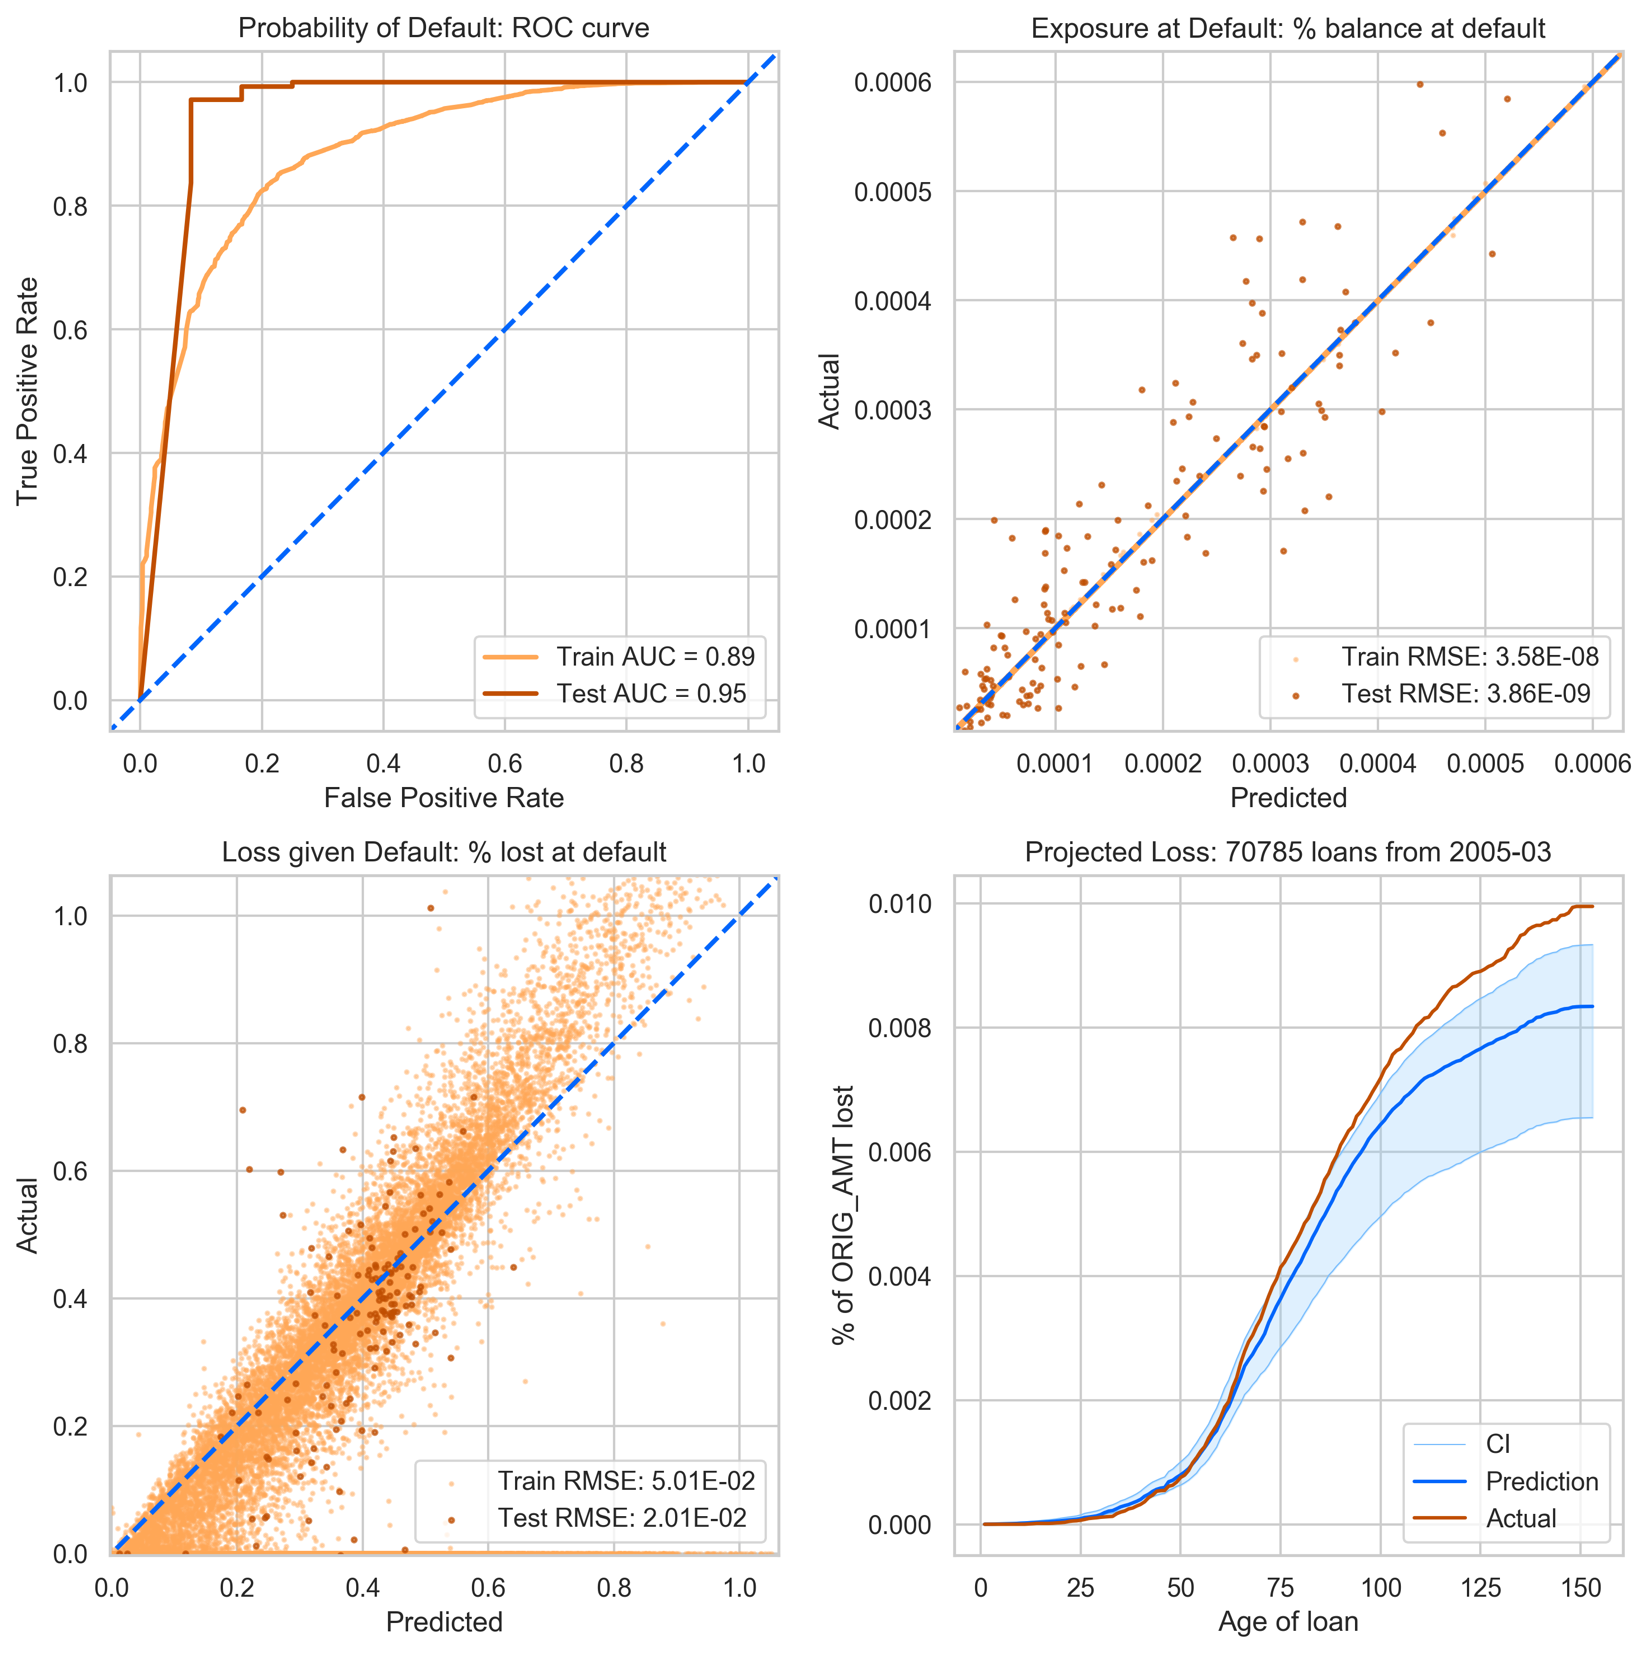 Probability of Default: ROC curve
True Positive Rate
1.0
0.8
0.6
0.4
0.2
0.0
Train AUC = 0.89
Test AUC = 0.95
0.0 0.2 0.4 0.6 0.8 1.0
False Positive Rate
Exposure at Default: % balance at default
Actual
0.0006
0.0005
0.0004
0.0003
0.0002
0.0001
Train RMSE: 3.58E-08
Test RMSE: 3.86E-09
0.0001 0.0002 0.0003 0.0004 0.0005 0.0006
Predicted
Loss given Default: % lost at default
Actual
1.0
0.8
0.6
0.4
0.2
0.0
Train RMSE: 5.01E-02
Test RMSE: 2.01E-02
0.0 0.2 0.4 0.6 0.8 1.0
Predicted
Projected Loss: 70785 loans from 2005-03
% of ORIG_AMT lost
0.010
0.008
0.006
0.004
0.002
0.000
CI
Prediction
Actual
0 25 50 75 100 125 150
Age of loan